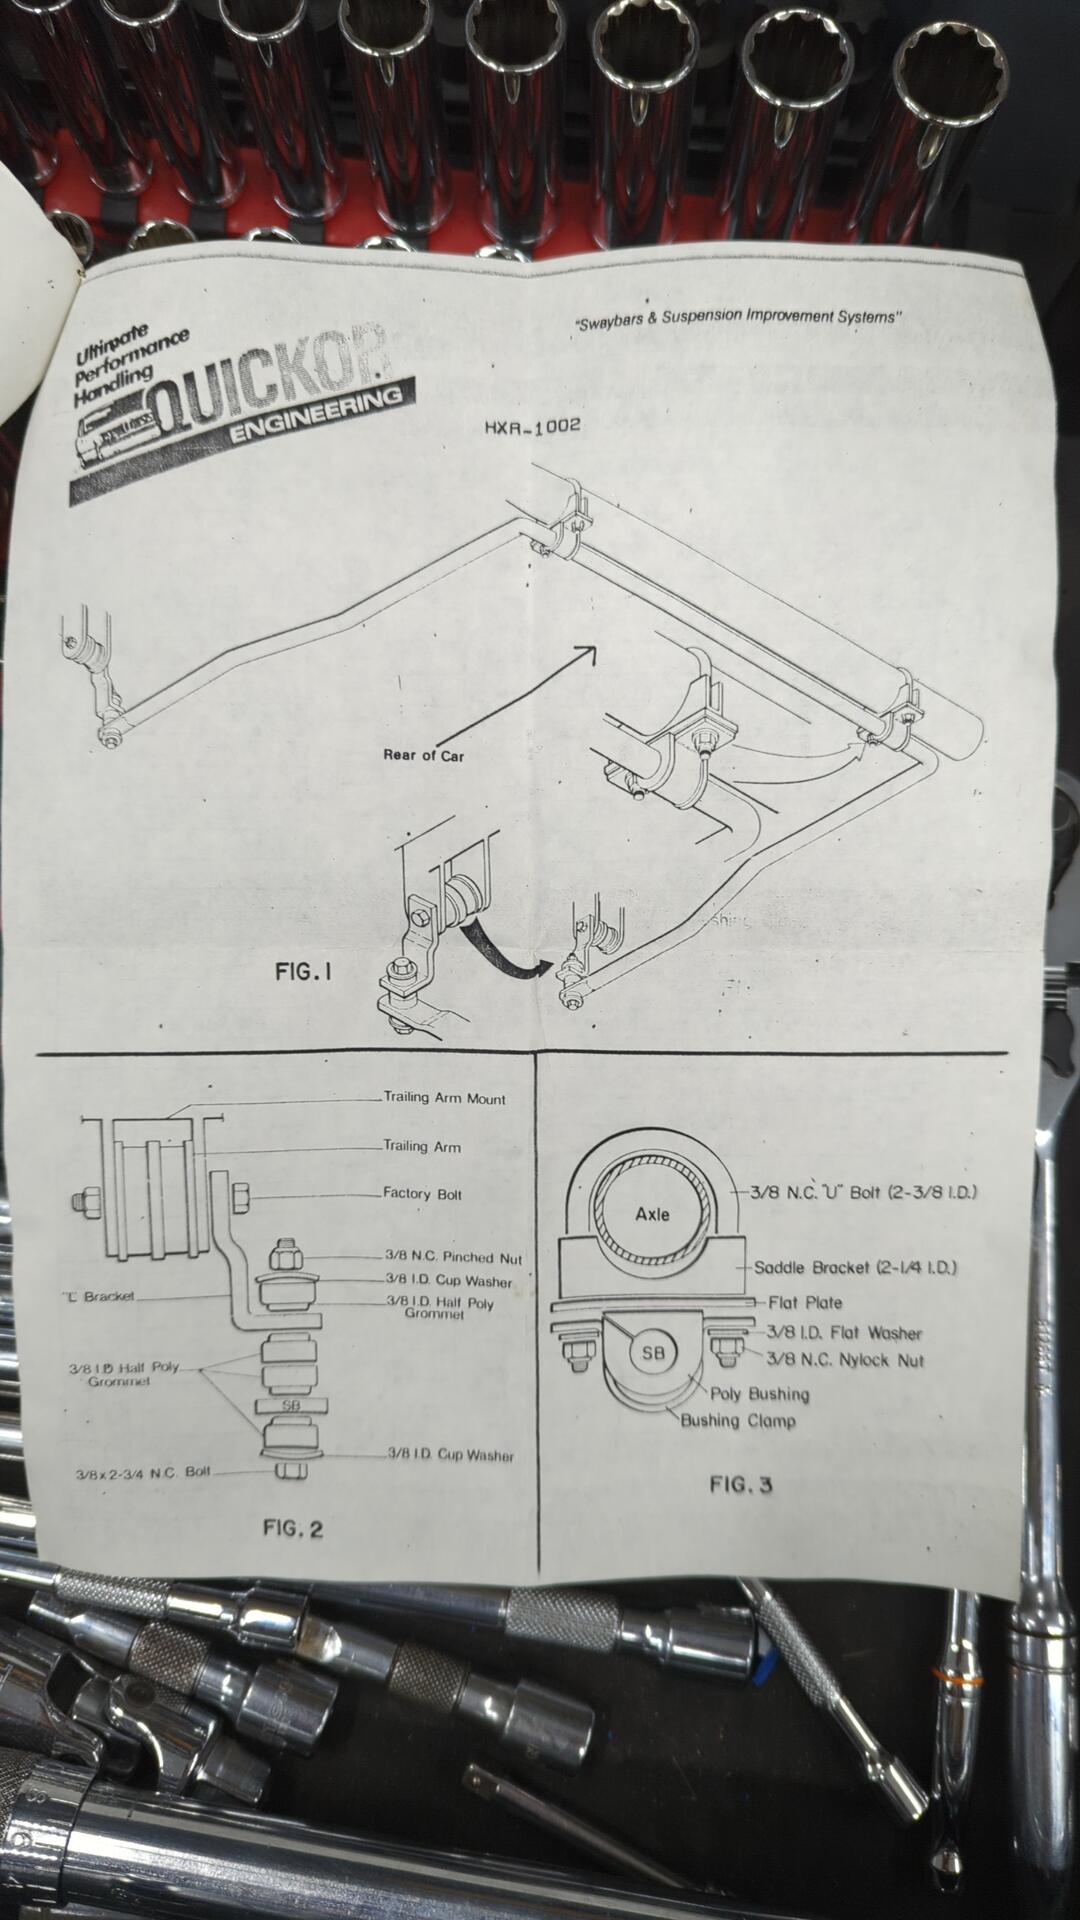 Ultimate
Performance
Handling
QUICKOR
ENGINEERING
"Swaybars & Suspension Improvement Systems"
HXR-1002
Rear of Car
FIG.1
Trailing Arm Mount
Trailing Arm
Factory Bolt
3/8 N.C. Pinched Nut
3/8 I.D. Cup Washer
3/8 I.D. Half Poly
Grommet
"L" Bracket
3/8 I.D. Half Poly
Grommet
SB
3/8 I.D. Cup Washer
3/8 x 2-3/4 N.C. Bolt
FIG. 2
3/8 N.C. "U" Bolt (2-3/8 I.D.)
Axle
Saddle Bracket (2-1/4 I.D.)
Flat Plate
3/8 I.D. Flat Washer
SB
3/8 N.C. Nylock Nut
Poly Bushing
Bushing Clamp
FIG. 3